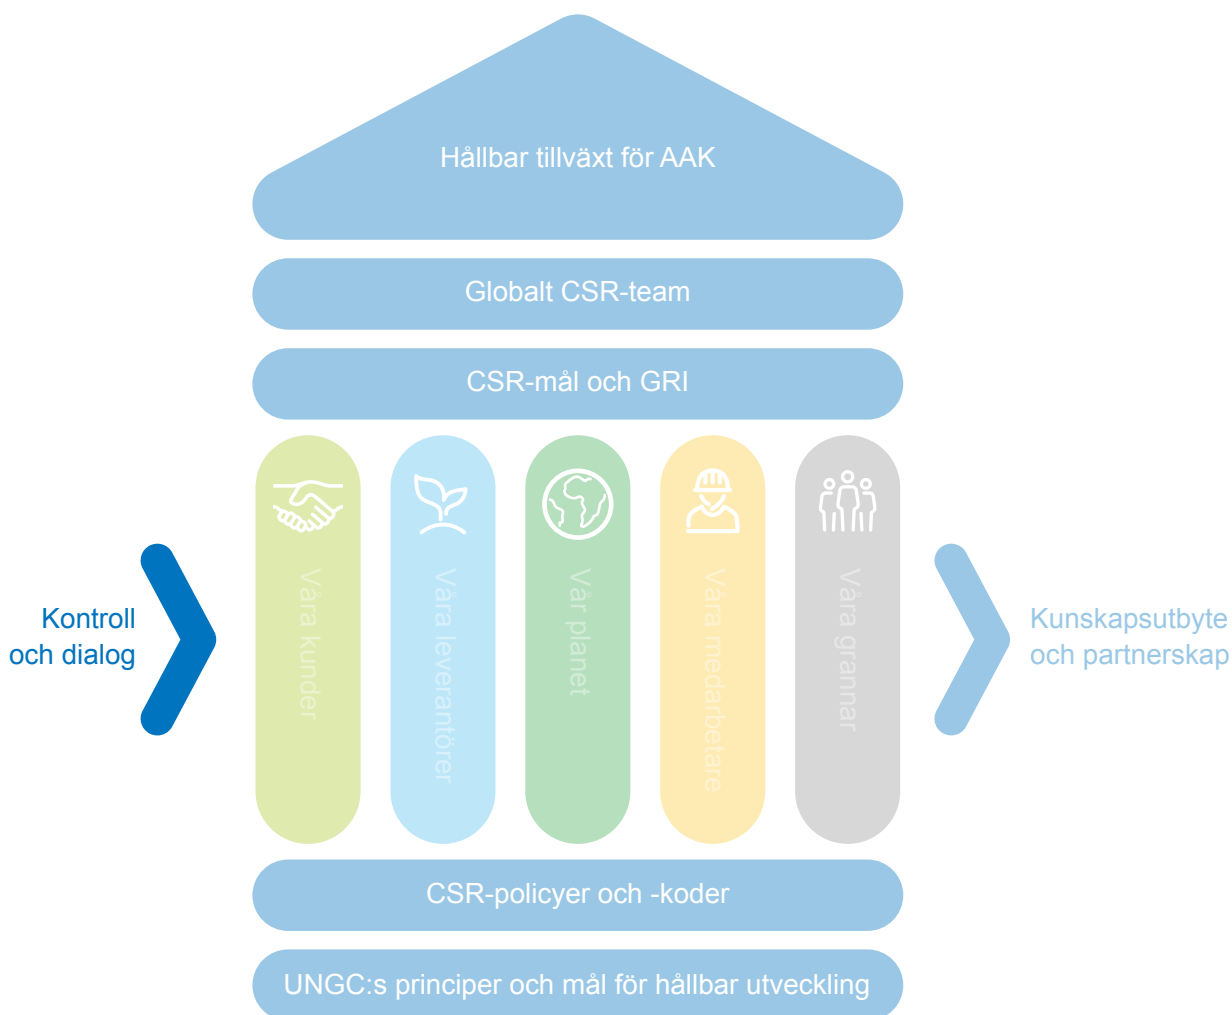 Hållbar tillväxt för AAK
Globalt CSR-team
CSR-mål och GRI
Kontroll
och dialog
Våra kunder
Våra leverantörer
Vår planet
Våra medarbetare
Våra grannar
Kunskapsutbyte
och partnerskap
CSR-policyer och -koder
UNGC:s principer och mål för hållbar utveckling